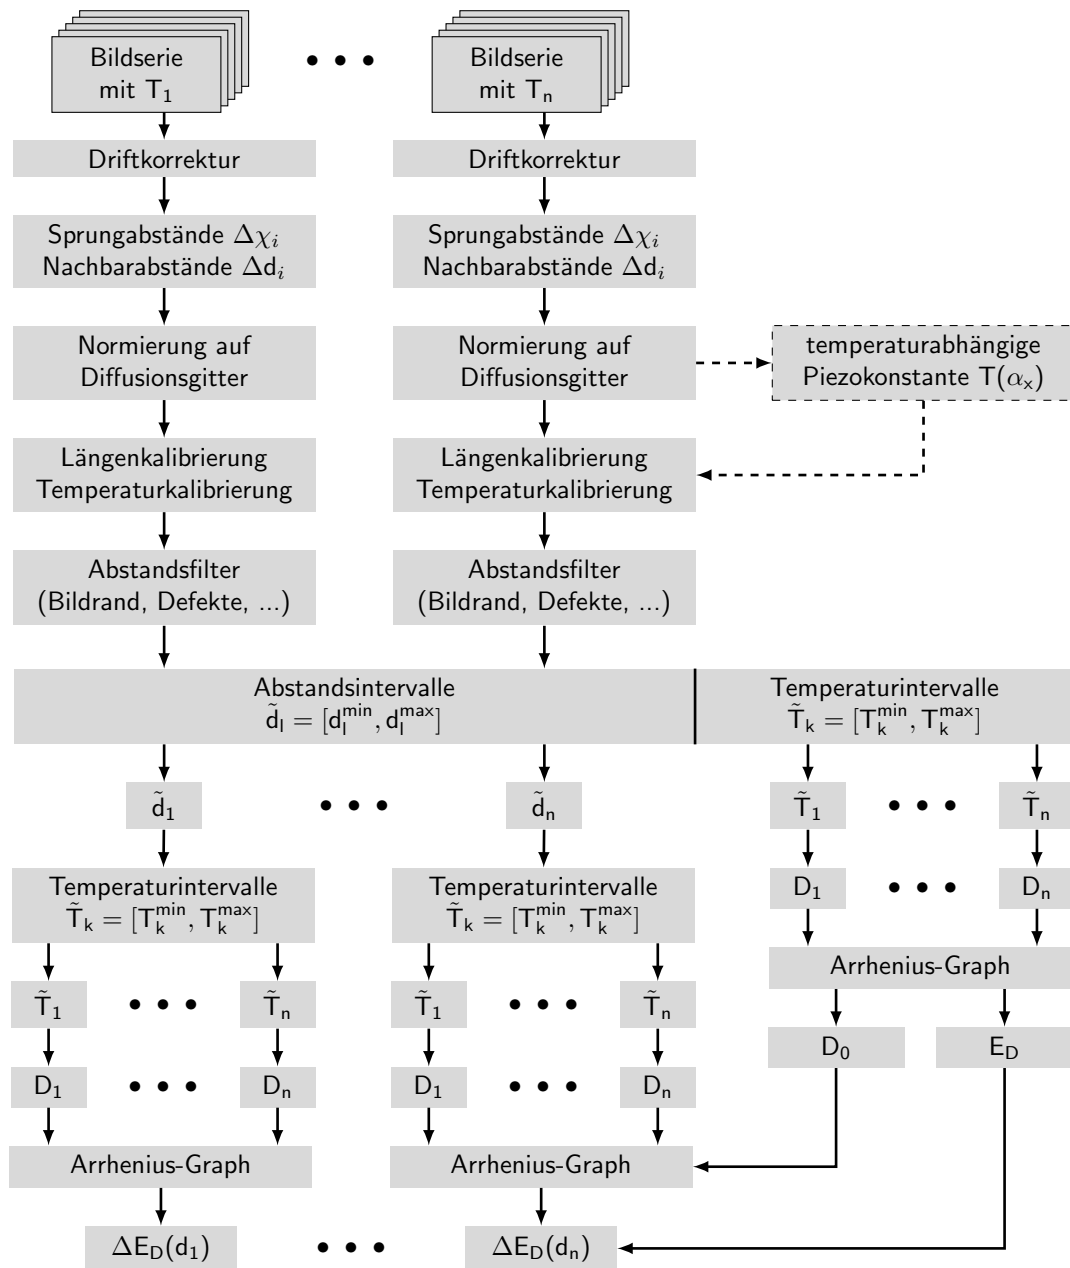 Bildserie
mit T₁
• • •
Bildserie
mit Tₙ
Driftkorrektur
Driftkorrektur
Sprungabstände Δχᵢ
Nachbarabstände Δdᵢ
Sprungabstände Δχᵢ
Nachbarabstände Δdᵢ
Normierung auf
Diffusionsgitter
Normierung auf
Diffusionsgitter
temperaturabhängige
Piezokonstante T(αₓ)
Längenkalibrierung
Temperaturkalibrierung
Längenkalibrierung
Temperaturkalibrierung
Abstandsfilter
(Bildrand, Defekte, ...)
Abstandsfilter
(Bildrand, Defekte, ...)
Abstandsintervalle
d̃ₗ = [dₗᵐⁱⁿ, dₗᵐᵃˣ]
Temperaturintervalle
T̃ₖ = [Tₖᵐⁱⁿ, Tₖᵐᵃˣ]
d̃₁ • • • d̃ₙ
T̃₁ • • • T̃ₙ
D₁ • • • Dₙ
Temperaturintervalle
T̃ₖ = [Tₖᵐⁱⁿ, Tₖᵐᵃˣ]
Temperaturintervalle
T̃ₖ = [Tₖᵐⁱⁿ, Tₖᵐᵃˣ]
Arrhenius-Graph
T̃₁ • • • T̃ₙ
T̃₁ • • • T̃ₙ
D₀
E_D
D₁ • • • Dₙ
D₁ • • • Dₙ
Arrhenius-Graph
Arrhenius-Graph
ΔE_D(d₁) • • • ΔE_D(dₙ)